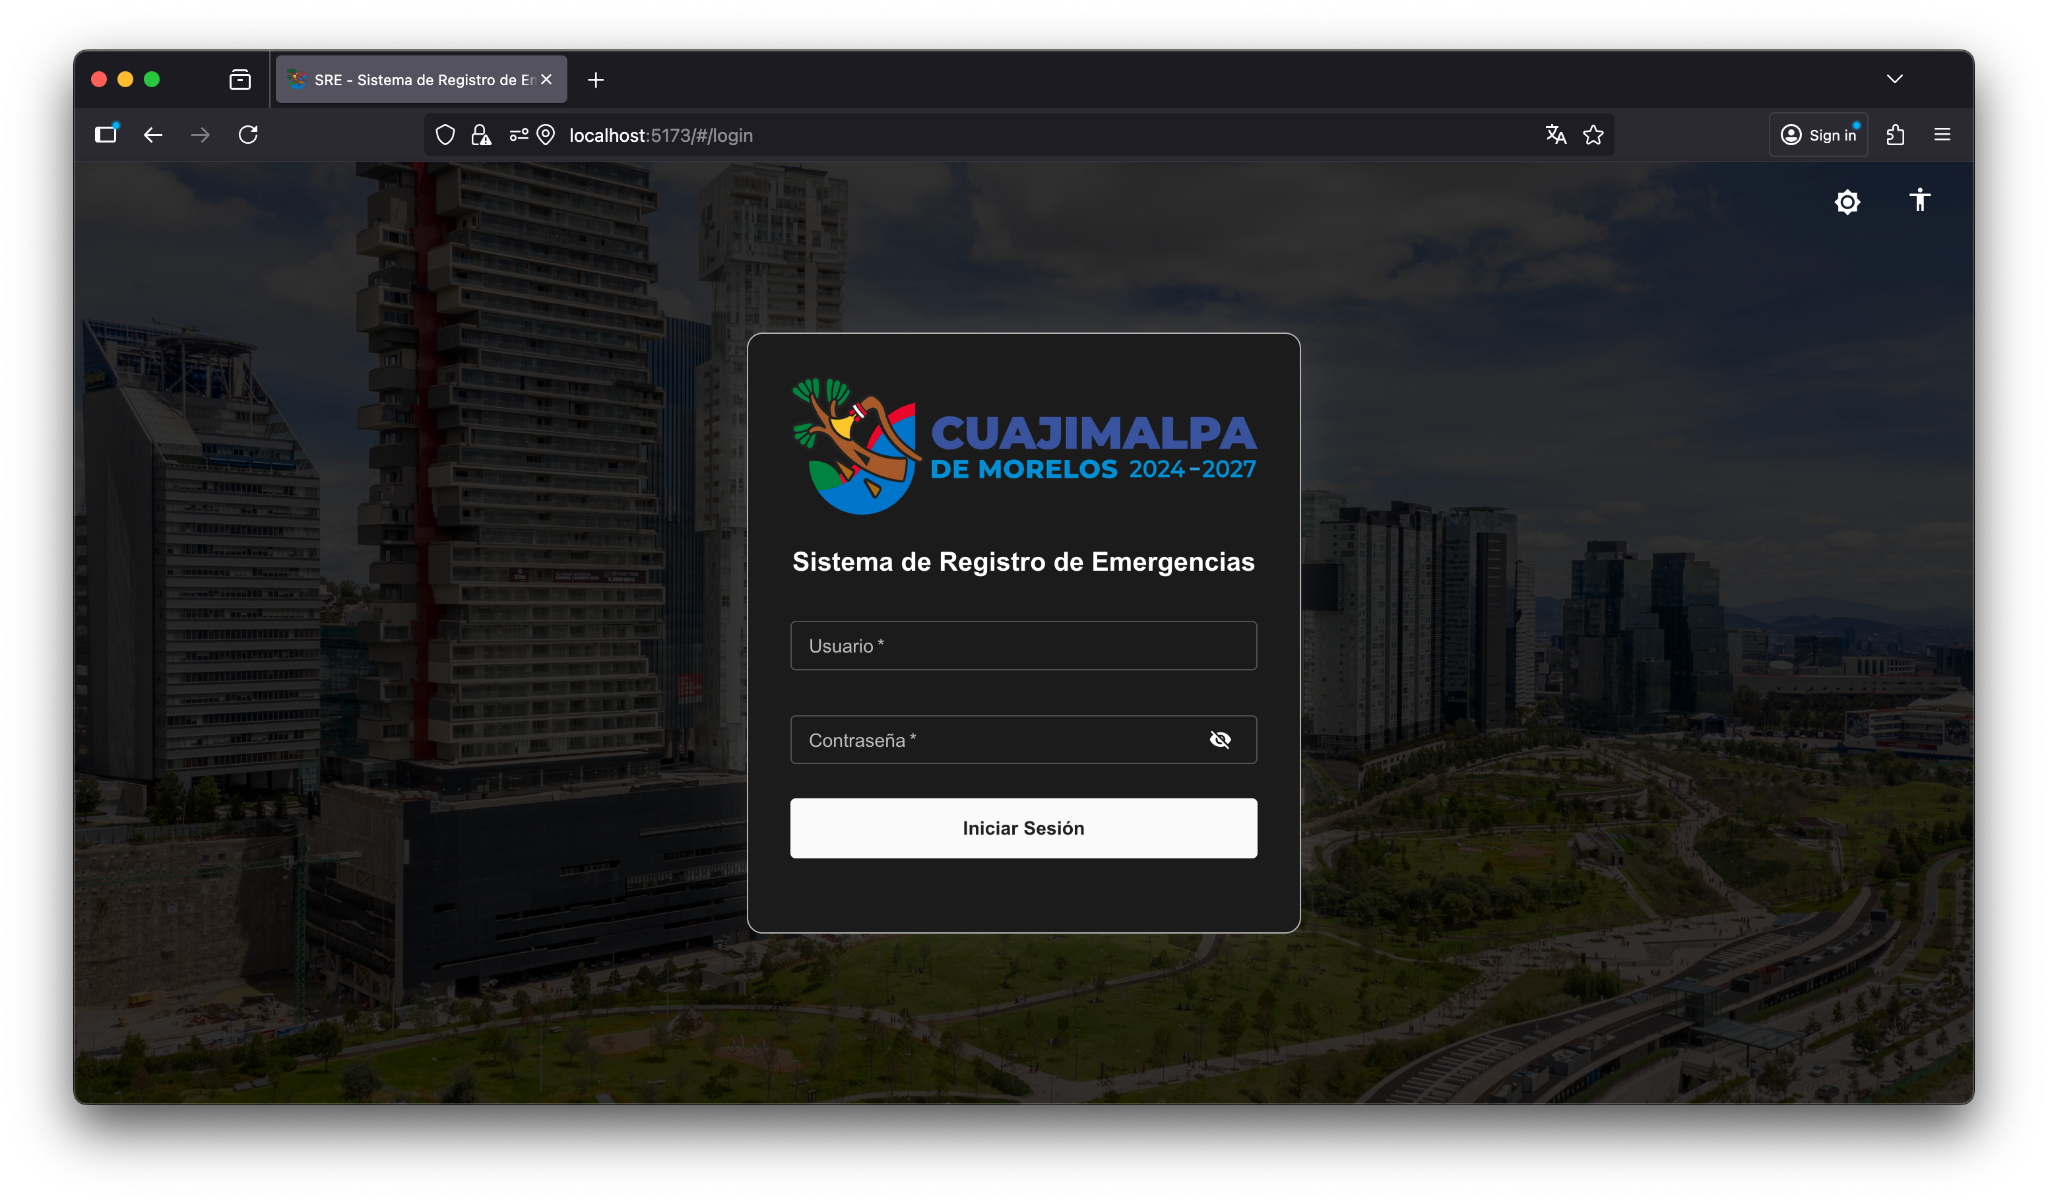 SRE - Sistema de Registro de En
localhost:5173/#/login
Sign in
CUAJIMALPA
DE MORELOS 2024-2027
Sistema de Registro de Emergencias
Usuario *
Contraseña *
Iniciar Sesión